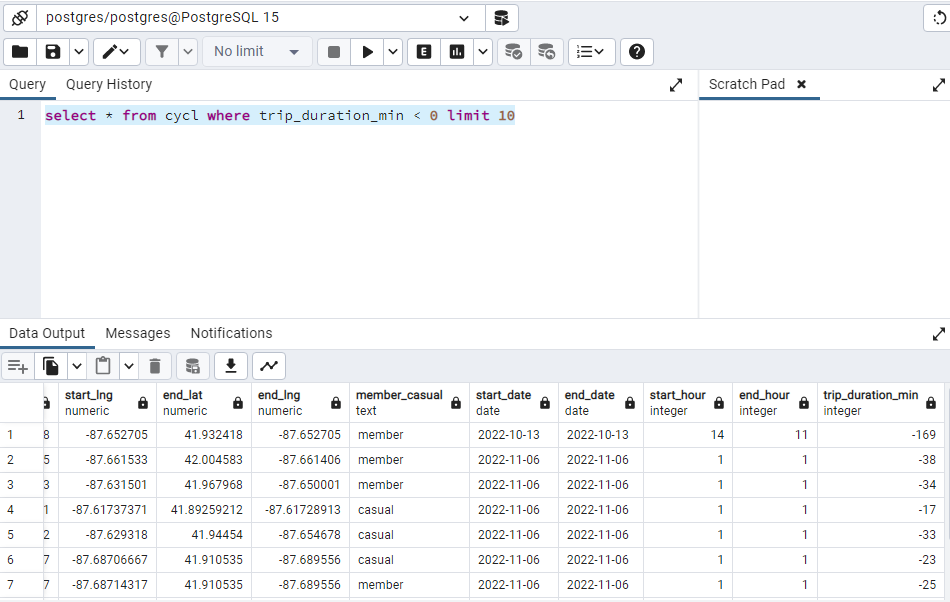 postgres/postgres@PostgreSQL 15
No limit
E
Query Query History Scratch Pad
1 select * from cycl where trip_duration_min < 0 limit 10
Data Output Messages Notifications
start_lng end_lat end_lng member_casual start_date end_date start_hour end_hour trip_duration_min
numeric numeric numeric text date date integer integer integer
1 8 -87.652705 41.932418 -87.652705 member 2022-10-13 2022-10-13 14 11 -169
2 5 -87.661533 42.004583 -87.661406 member 2022-11-06 2022-11-06 1 1 -38
3 3 -87.631501 41.967968 -87.650001 member 2022-11-06 2022-11-06 1 1 -34
4 1 -87.61737371 41.89259212 -87.61728913 casual 2022-11-06 2022-11-06 1 1 -17
5 2 -87.629318 41.94454 -87.654678 casual 2022-11-06 2022-11-06 1 1 -33
6 7 -87.68706667 41.910535 -87.689556 casual 2022-11-06 2022-11-06 1 1 -23
7 7 -87.68714317 41.910535 -87.689556 member 2022-11-06 2022-11-06 1 1 -25